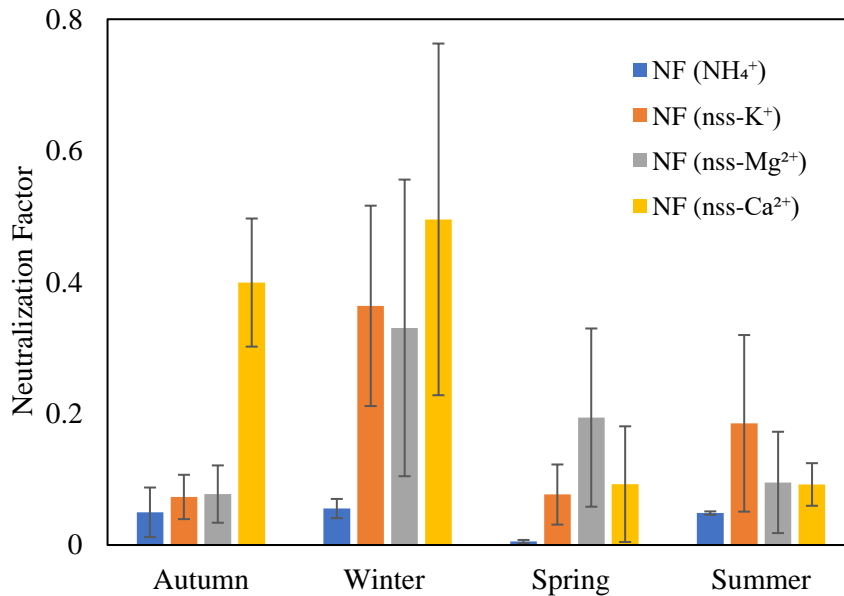 0.8
0.6
0.4
0.2
0
Neutralization Factor
NF (NH₄⁺)
NF (nss-K⁺)
NF (nss-Mg²⁺)
NF (nss-Ca²⁺)
Autumn
Winter
Spring
Summer